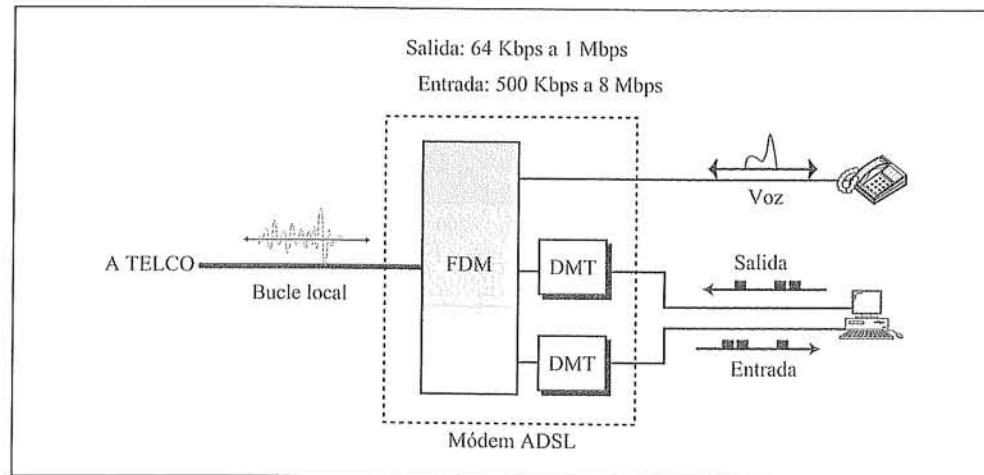 Salida: 64 Kbps a 1 Mbps
Entrada: 500 Kbps a 8 Mbps
Voz
A TELCO
Bucle local
FDM
DMT
Salida
DMT
Entrada
Módem ADSL